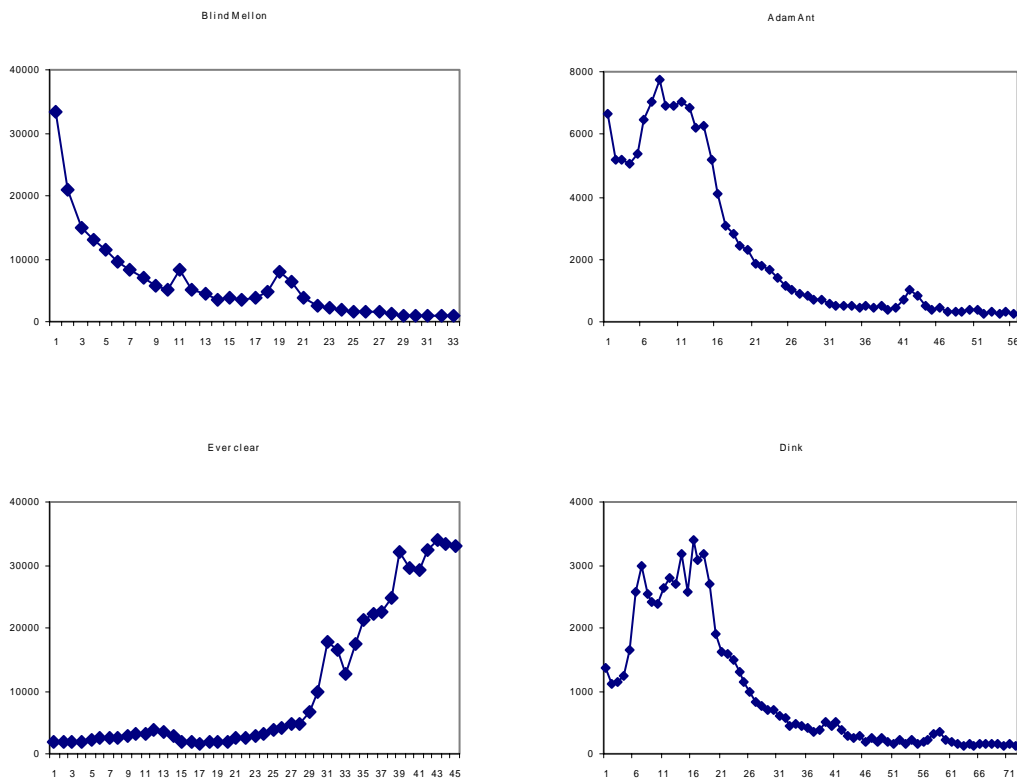 Blind Mellon
40000
30000
20000
10000
0
1 3 5 7 9 11 13 15 17 19 21 23 25 27 29 31 33
Adam Ant
8000
6000
4000
2000
0
1 6 11 16 21 26 31 36 41 46 51 56
Everclear
40000
30000
20000
10000
0
1 3 5 7 9 11 13 15 17 19 21 23 25 27 29 31 33 35 37 39 41 43 45
Dink
4000
3000
2000
1000
0
1 6 11 16 21 26 31 36 41 46 51 56 61 66 71